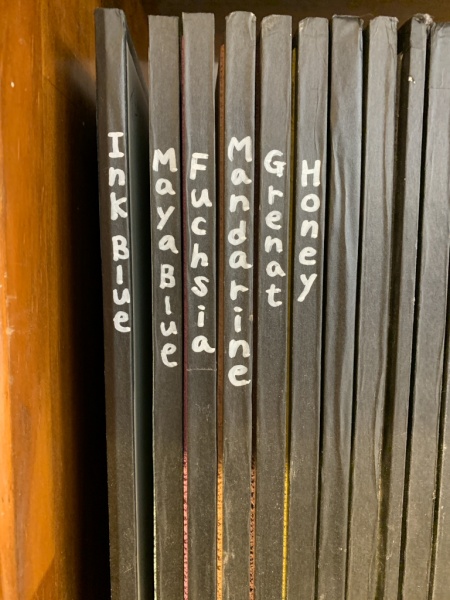 Ink Blue
Maya Blue
Fuchsia
Mandarine
Grenat
Honey